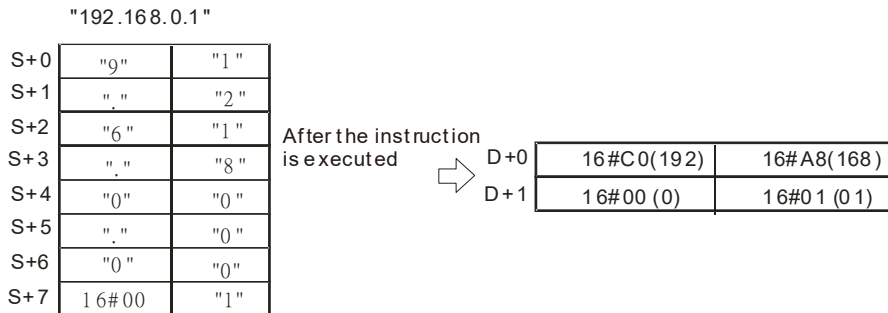 "192.168.0.1"
S+0 "9" "1"
S+1 "." "2"
S+2 "6" "1"
S+3 "." "8"
S+4 "0" "0"
S+5 "." "0"
S+6 "0" "0"
S+7 16#00 "1"
After the instruction
is executed
D+0 16#C0(192) 16#A8(168)
D+1 16#00 (0) 16#01 (01)